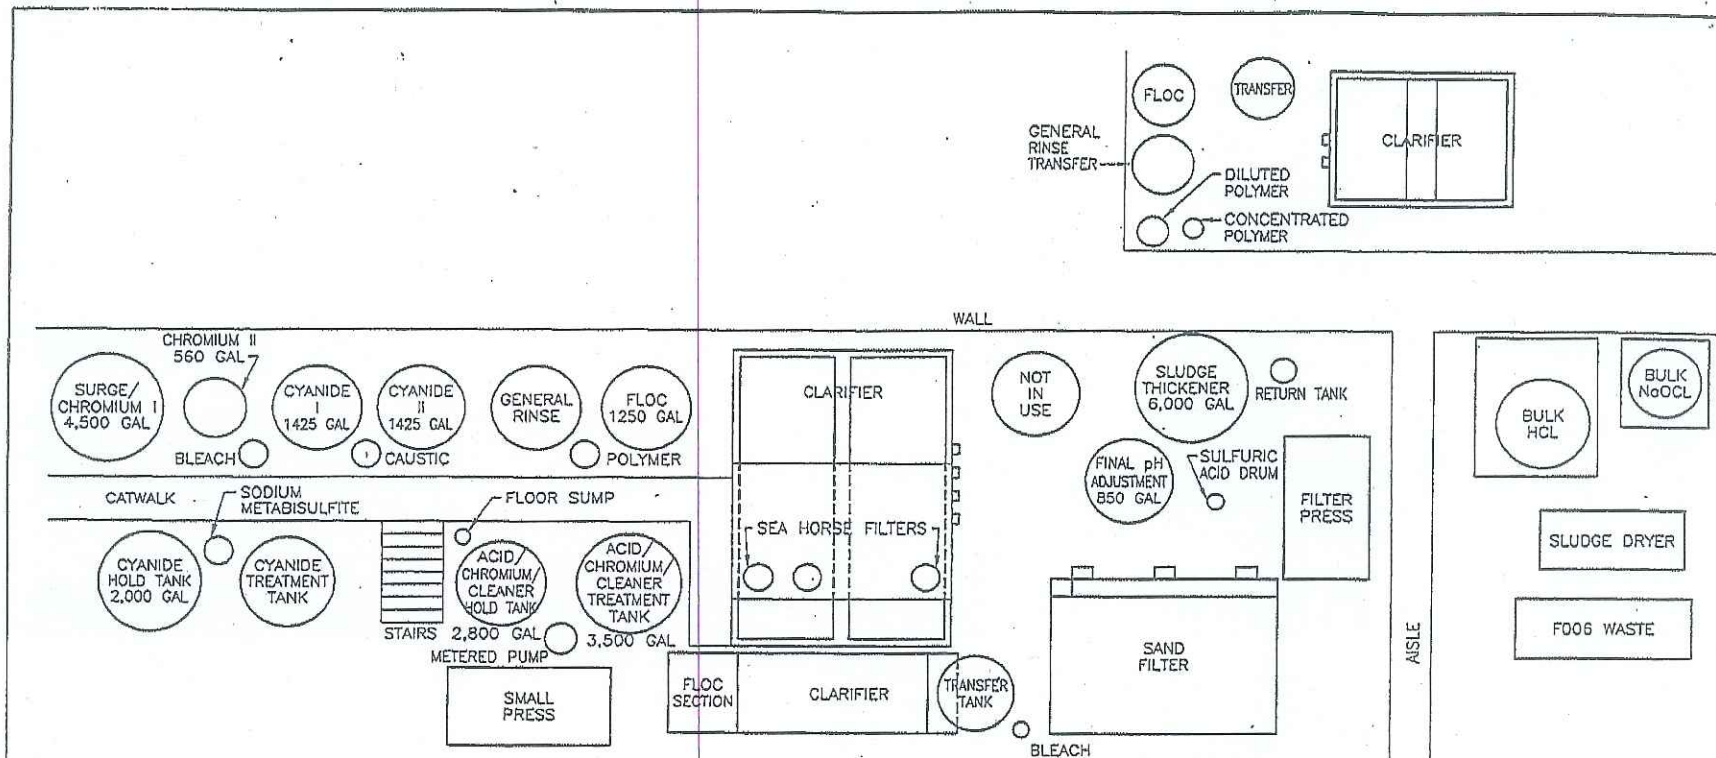 FLOC
TRANSFER
CLARIFIER
GENERAL
RINSE
TRANSFER
DILUTED
POLYMER
CONCENTRATED
POLYMER
WALL
CHROMIUM II
560 GAL
SURGE/
CHROMIUM I
4,500 GAL
CYANIDE
I
1425 GAL
CYANIDE
II
1425 GAL
GENERAL
RINSE
FLOC
1250 GAL
BLEACH
CAUSTIC
POLYMER
CLARIFIER
NOT
IN
USE
SLUDGE
THICKENER
6,000 GAL
RETURN TANK
BULK
HCL
BULK
NoOCL
FINAL pH
ADJUSTMENT
850 GAL
SULFURIC
ACID DRUM
FILTER
PRESS
CATWALK
SODIUM
METABISULFITE
FLOOR SUMP
SEA HORSE FILTERS
CYANIDE
HOLD TANK
2,000 GAL
CYANIDE
TREATMENT
TANK
STAIRS
ACID/
CHROMIUM/
CLEANER
HOLD TANK
2,800 GAL
ACID/
CHROMIUM/
CLEANER
TREATMENT
TANK
3,500 GAL
METERED PUMP
SMALL
PRESS
FLOC
SECTION
CLARIFIER
TRANSFER
TANK
BLEACH
SAND
FILTER
AISLE
SLUDGE DRYER
F006 WASTE